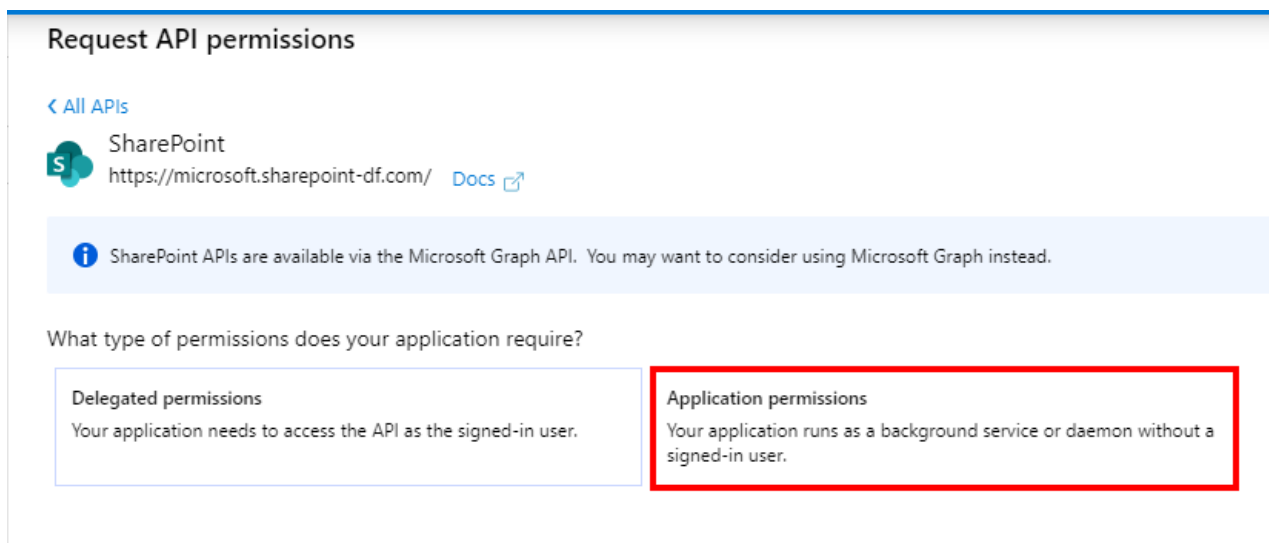 Request API permissions
All APIs
S
SharePoint
https://microsoft.sharepoint-df.com/ Docs
SharePoint APIs are available via the Microsoft Graph API. You may want to consider using Microsoft Graph instead.
What type of permissions does your application require?
Delegated permissions
Your application needs to access the API as the signed-in user.
Application permissions
Your application runs as a background service or daemon without a
signed-in user.